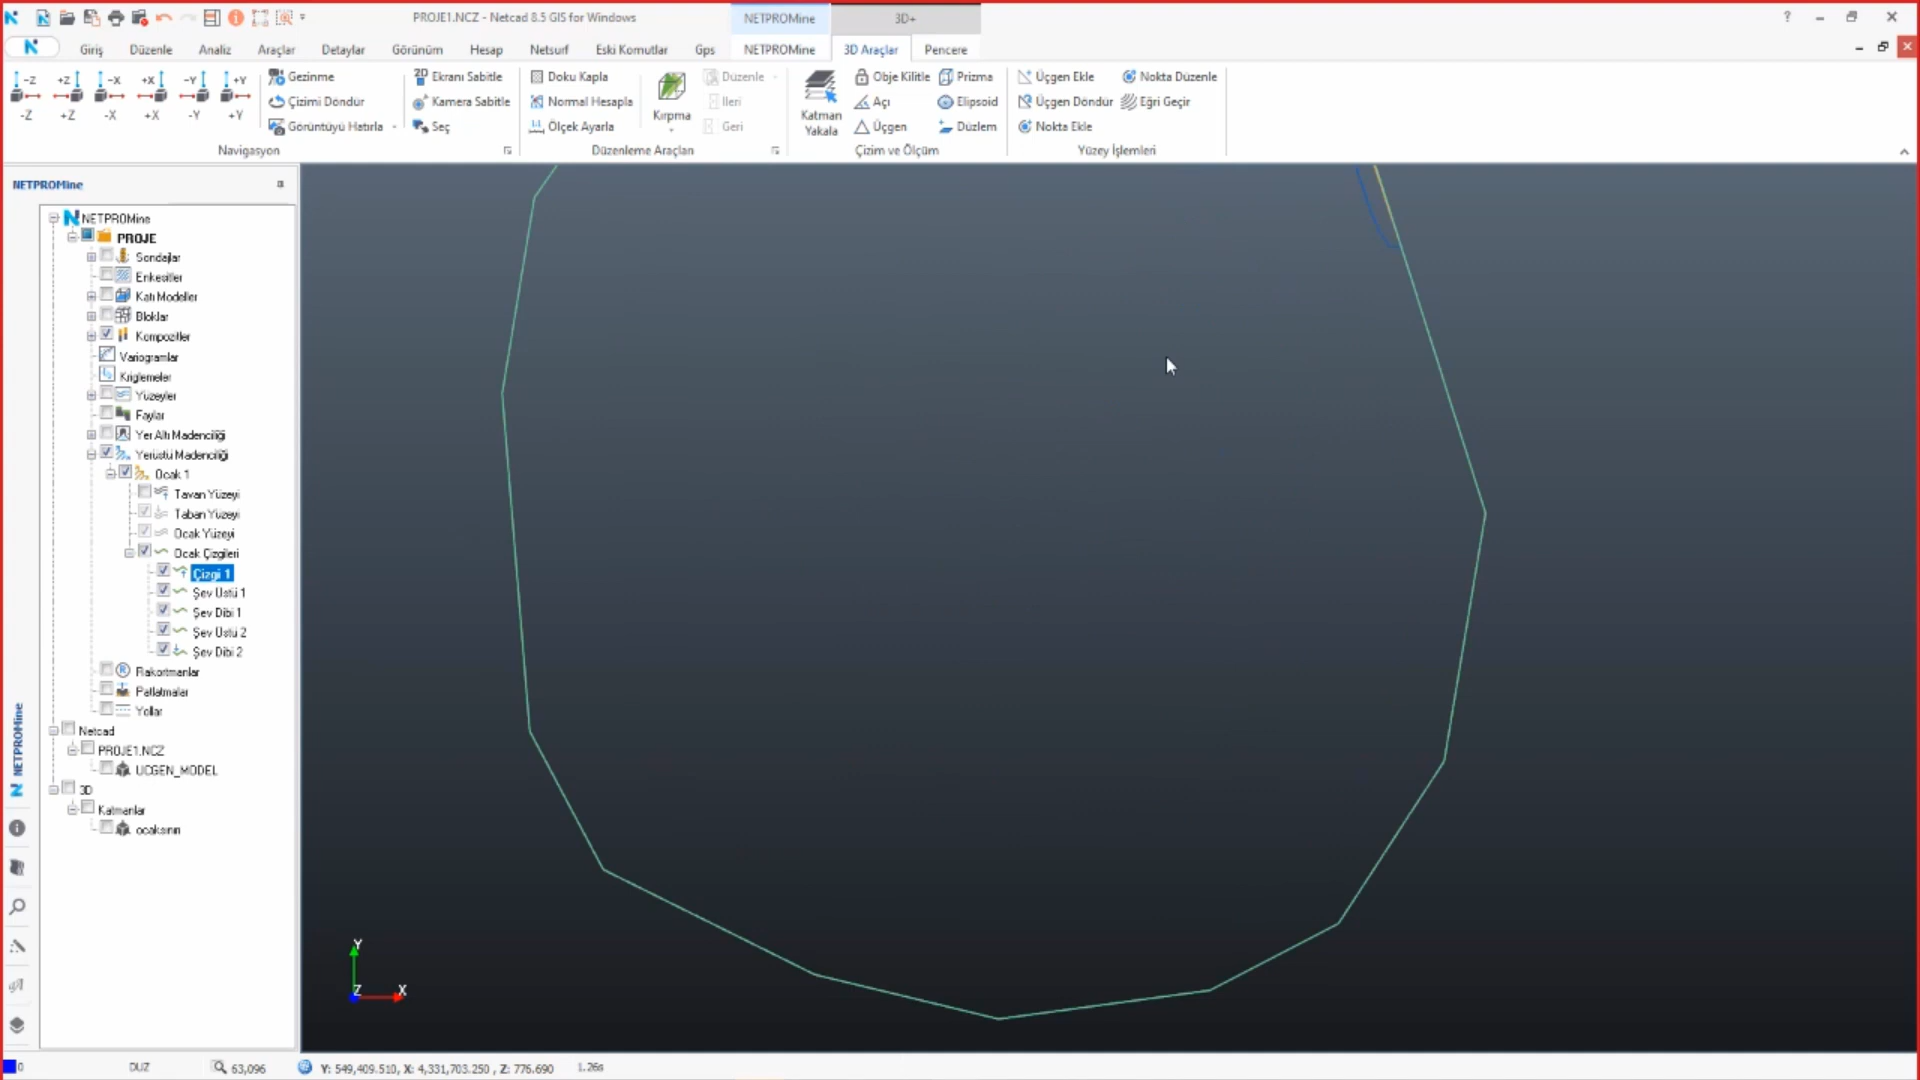 PROJE1.NCZ - Netcad 8.5 GIS for Windows
NETPROMine
3D+
Giriş
Düzenle
Analiz
Araçlar
Detaylar
Görünüm
Hesap
Netsurf
Eski Komutlar
Gps
NETPROMine
3D Araçlar
Pencere
-Z
+Z
-X
+X
-Y
+Y
-Z
+Z
-X
+X
-Y
+Y
Gezinme
Çizimi Döndür
Görüntüyü Hatırla
2D Ekranı Sabitle
Kamera Sabitle
Seç
Navigasyon
Doku Kapla
Normal Hesapla
Ölçek Ayarla
Kırpma
Düzenle
İleri
Geri
Düzenleme Araçları
Katman
Yakala
Obje Kilitle
Açı
Üçgen
Prizma
Elipsoid
Düzlem
Çizim ve Ölçüm
Üçgen Ekle
Üçgen Döndür
Nokta Ekle
Nokta Düzenle
Eğri Geçir
Yüzey İşlemleri
NETPROMine
NETPROMine
PROJE
Sondajlar
Enkesitler
Katı Modeller
Bloklar
Kompozitler
Variogramlar
Kriglemeler
Yüzeyler
Faylar
Yer Altı Madenciliği
Yerüstü Madenciliği
Ocak 1
Tavan Yüzeyi
Taban Yüzeyi
Ocak Yüzeyi
Ocak Çizgileri
Çizgi 1
Şev Üstü 1
Şev Dibi 1
Şev Üstü 2
Şev Dibi 2
Rakortmanlar
Patlatmalar
Yollar
Netcad
PROJE1.NCZ
UCGEN_MODEL
3D
Katmanlar
ocaksınırı
NETPROMine
Y
Z
X
0
DUZ
63,096
Y: 549,409.510, X: 4,331,703.250 , Z: 776.690
1.26s